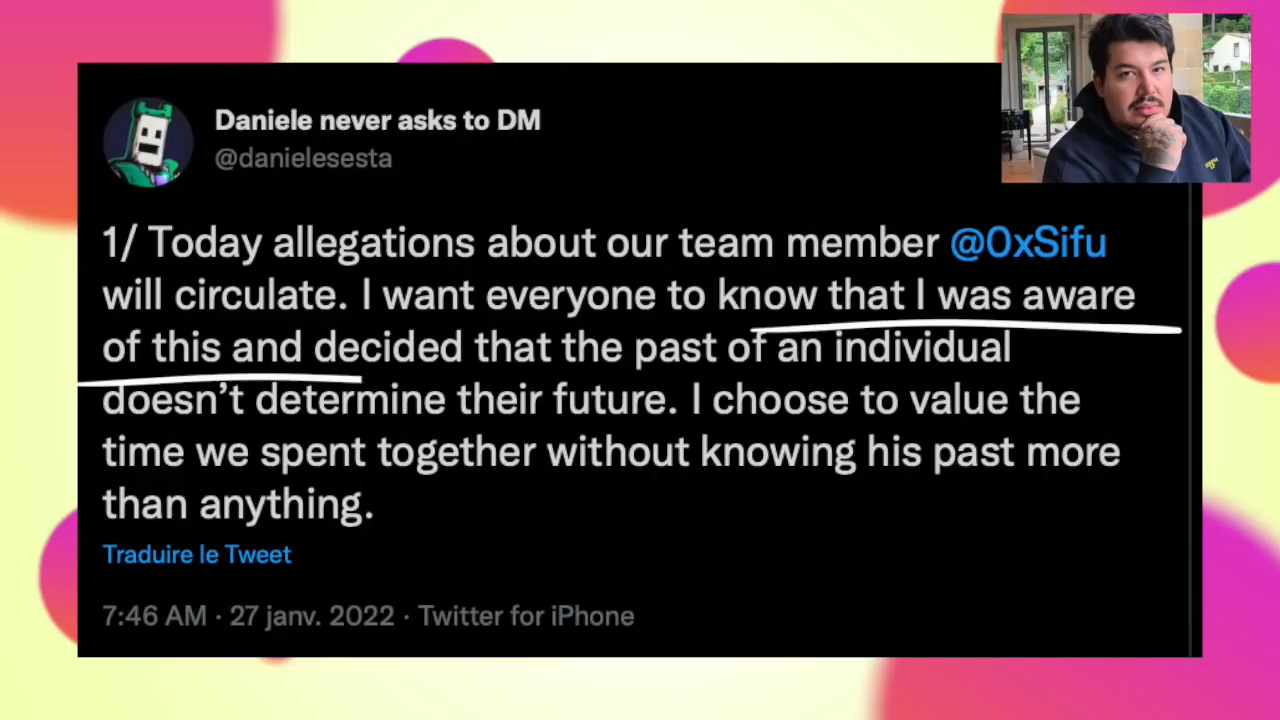 Daniele never asks to DM
@danielesesta
1/ Today allegations about our team member @0xSifu
will circulate. I want everyone to know that I was aware
of this and decided that the past of an individual
doesn’t determine their future. I choose to value the
time we spent together without knowing his past more
than anything.
Traduire le Tweet
7:46 AM · 27 janv. 2022 · Twitter for iPhone